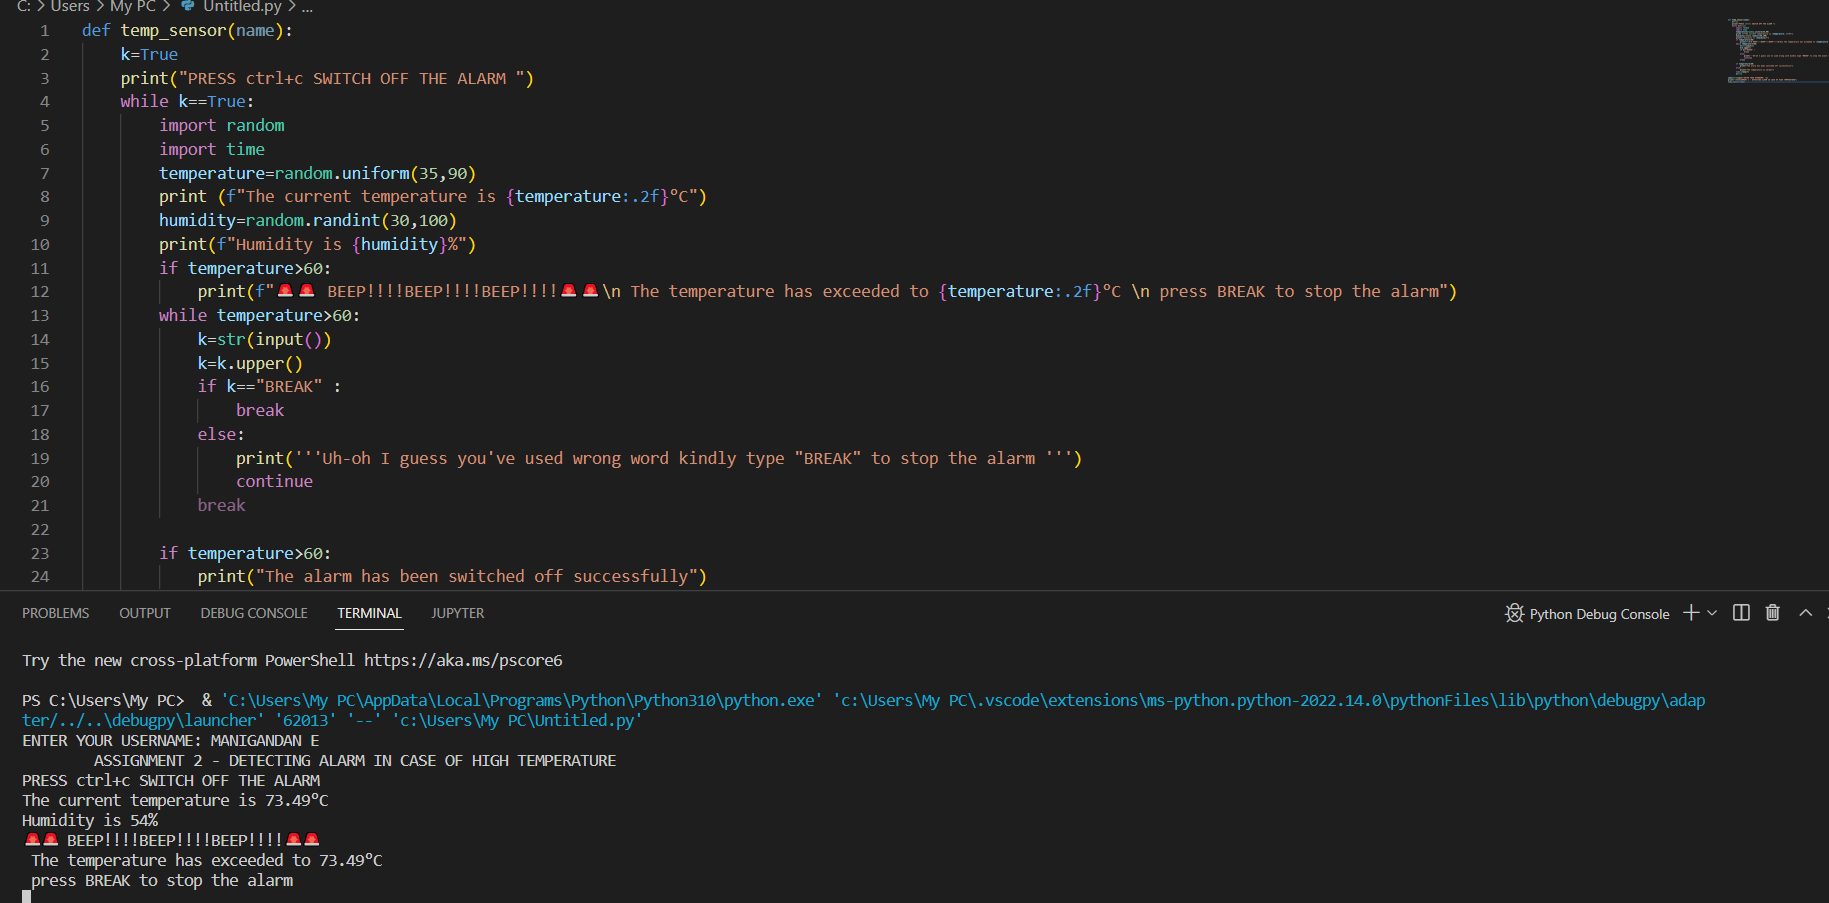 C: > Users > My PC > Untitled.py > ...
1 def temp_sensor(name):
2     k=True
3     print("PRESS ctrl+c SWITCH OFF THE ALARM ")
4     while k==True:
5         import random
6         import time
7         temperature=random.uniform(35,90)
8         print (f"The current temperature is {temperature:.2f}°C")
9         humidity=random.randint(30,100)
10         print(f"Humidity is {humidity}%")
11         if temperature>60:
12             print(f"🚨🚨 BEEP!!!!BEEP!!!!BEEP!!!!🚨🚨\n The temperature has exceeded to {temperature:.2f}°C \n press BREAK to stop the alarm")
13         while temperature>60:
14             k=str(input())
15             k=k.upper()
16             if k=="BREAK" :
17                 break
18             else:
19                 print('''Uh-oh I guess you've used wrong word kindly type "BREAK" to stop the alarm ''')
20                 continue
21             break
22
23         if temperature>60:
24             print("The alarm has been switched off successfully")
PROBLEMS OUTPUT DEBUG CONSOLE TERMINAL JUPYTER Python Debug Console
Try the new cross-platform PowerShell https://aka.ms/pscore6
PS C:\Users\My PC>  & 'C:\Users\My PC\AppData\Local\Programs\Python\Python310\python.exe' 'c:\Users\My PC\.vscode\extensions\ms-python.python-2022.14.0\pythonFiles\lib\python\debugpy\adap
ter/../..\debugpy\launcher' '62013' '--' 'c:\Users\My PC\Untitled.py'
ENTER YOUR USERNAME: MANIGANDAN E
        ASSIGNMENT 2 - DETECTING ALARM IN CASE OF HIGH TEMPERATURE
PRESS ctrl+c SWITCH OFF THE ALARM
The current temperature is 73.49°C
Humidity is 54%
🚨🚨 BEEP!!!!BEEP!!!!BEEP!!!!🚨🚨
 The temperature has exceeded to 73.49°C
 press BREAK to stop the alarm